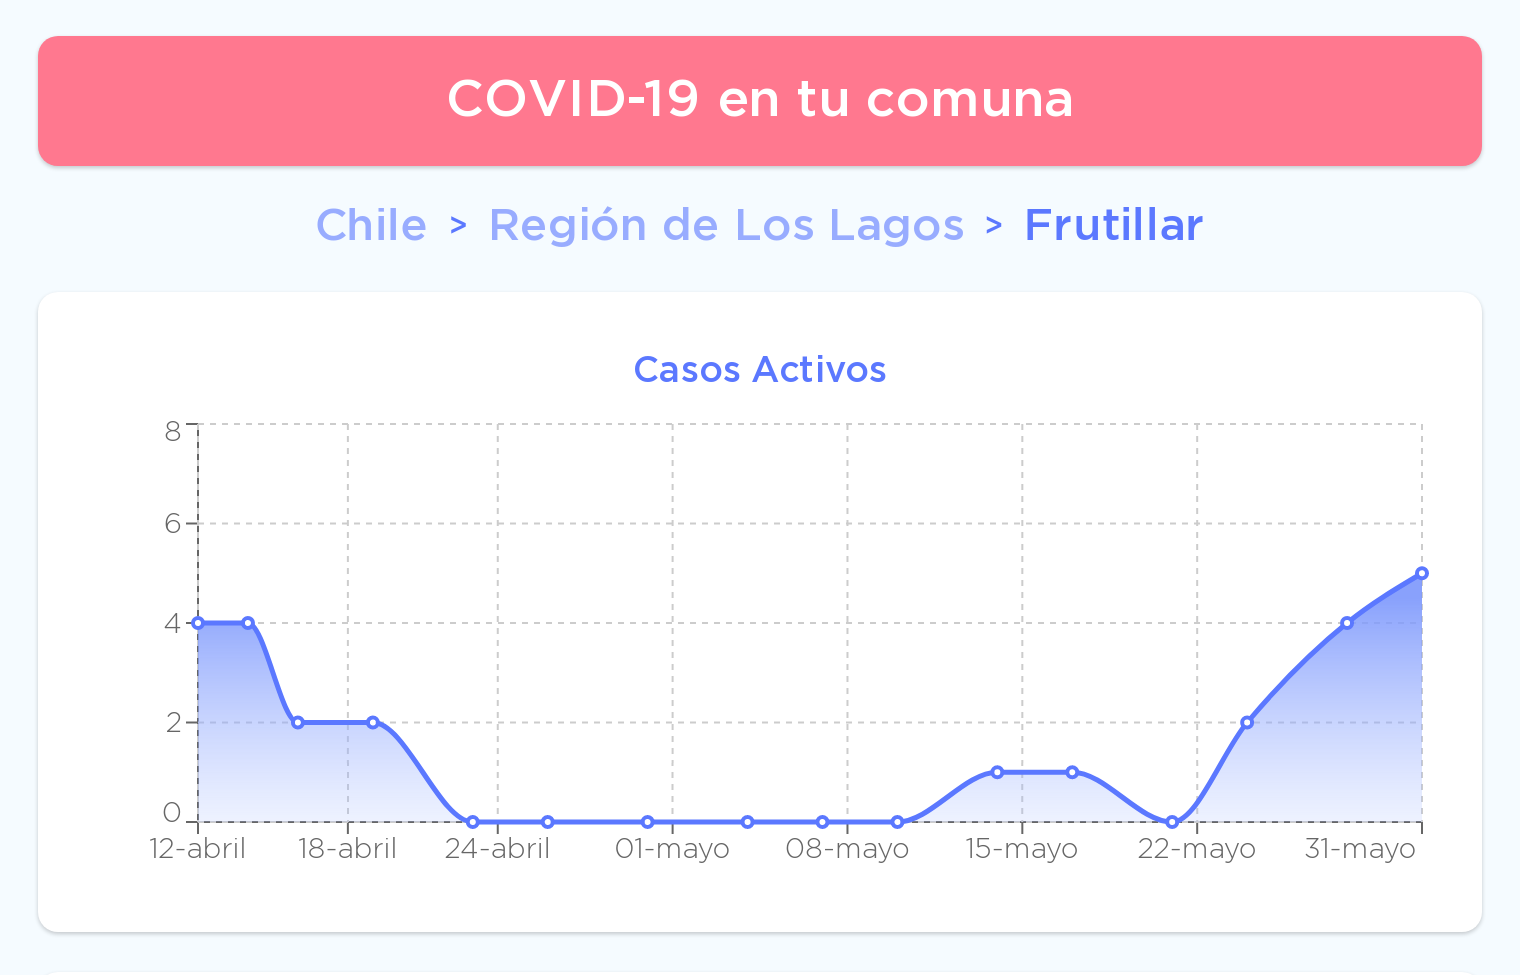 COVID-19 en tu comuna
Chile > Región de Los Lagos > Frutillar
Casos Activos
8
6
4
2
0
12-abril 18-abril 24-abril 01-mayo 08-mayo 15-mayo 22-mayo 31-mayo